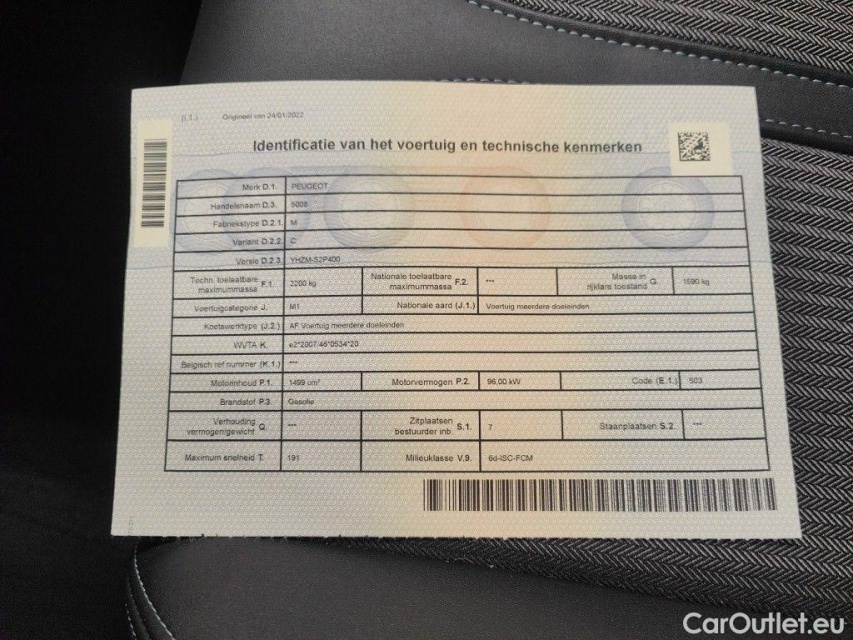 (I.1.) Origineel van 24/01/2022
Identificatie van het voertuig en technische kenmerken
Merk D.1. PEUGEOT
Handelsnaam D.3. 5008
Fabriekstype D.2.1. M
Variant D.2.2. C
Versie D.2.3. YHZM-S2P400
Techn. toelaatbare maximummassa F.1. 2200 kg Nationale toelaatbare maximummassa F.2. --- Massa in rijklare toestand G 1590 kg
Voertuigcategorie J. M1 Nationale aard (J.1.) Voertuig meerdere doeleinden
Koetswerktype (J.2.) AF Voertuig meerdere doeleinden
WVTA K. e2*2007/46*0534*20
Belgisch ref nummer (K.1.) ---
Motorinhoud P.1. 1499 cm³ Motorvermogen P.2. 96,00 kW Code (E.1.) 503
Brandstof P.3. Gasolie
Verhouding vermogen/gewicht Q --- Zitplaatsen bestuurder inb. S.1. 7 Staanplaatsen S.2. ---
Maximum snelheid T. 191 Milieuklasse V.9. 6d-ISC-FCM
CarOutlet.eu